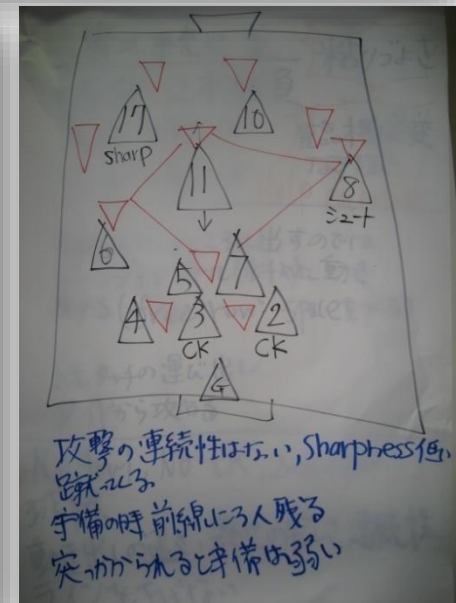 17 10
sharp
11 8
シュート
6
5 7
4 3 2
CK CK
G
攻撃の連続性はない, sharpness低い
蹴ってくる
守備の時 前線に3人残る
突っかかられると守備は弱い